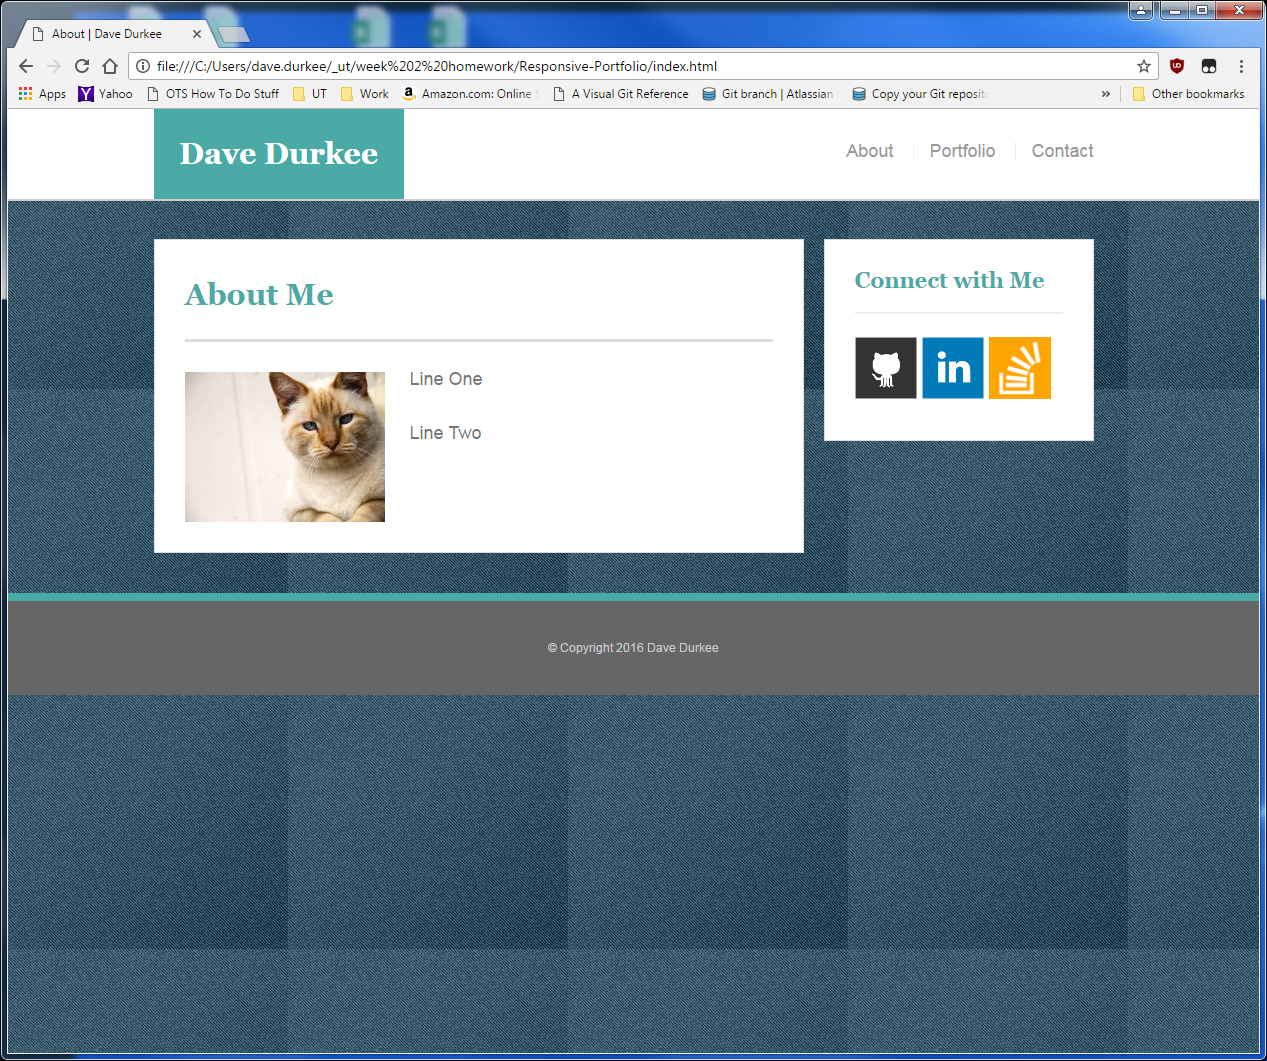 About | Dave Durkee
file:///C:/Users/dave.durkee/_ut/week%202%20homework/Responsive-Portfolio/index.html
Apps Yahoo OTS How To Do Stuff UT Work Amazon.com: Online A Visual Git Reference Git branch | Atlassian Copy your Git reposit » Other bookmarks
Dave Durkee
About Portfolio Contact
About Me
Line One
Line Two
Connect with Me
in
© Copyright 2016 Dave Durkee